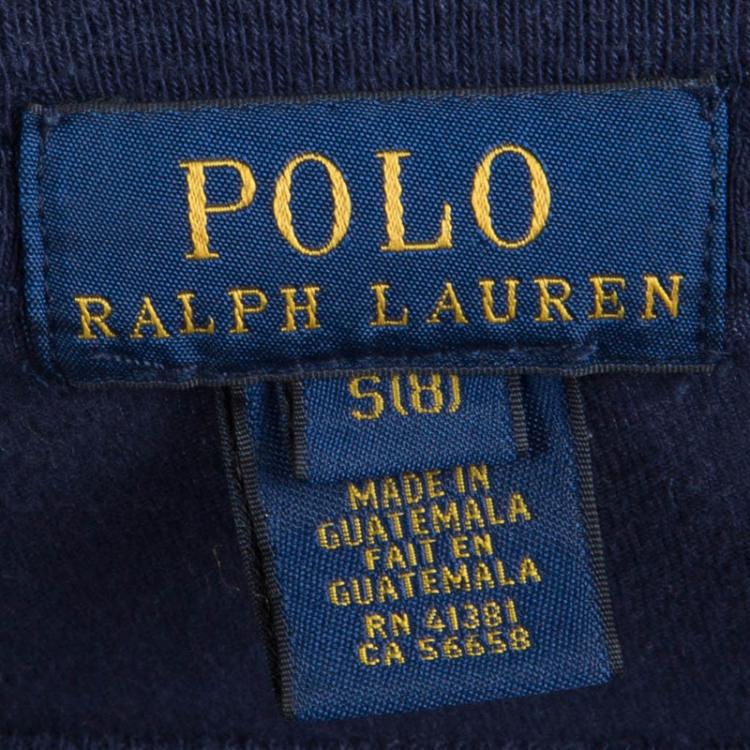 POLO
RALPH LAUREN
S(8)
MADE IN
GUATEMALA
FAIT EN
GUATEMALA
RN 41381
CA 56658